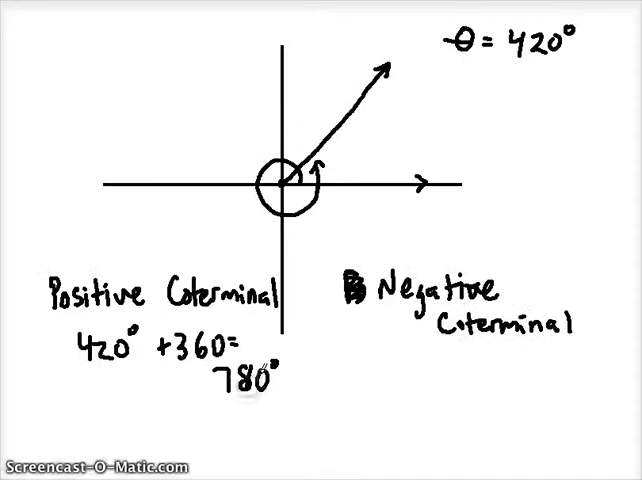 θ = 420°
Positive Coterminal
420° +360=
780°
Negative
Coterminal
Screencast-O-Matic.com